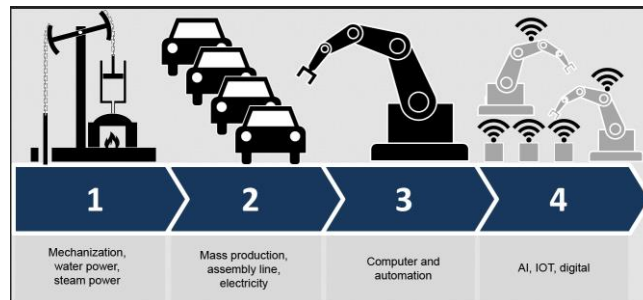 1
2
3
4
Mechanization,
water power,
steam power
Mass production,
assembly line,
electricity
Computer and
automation
AI, IOT, digital